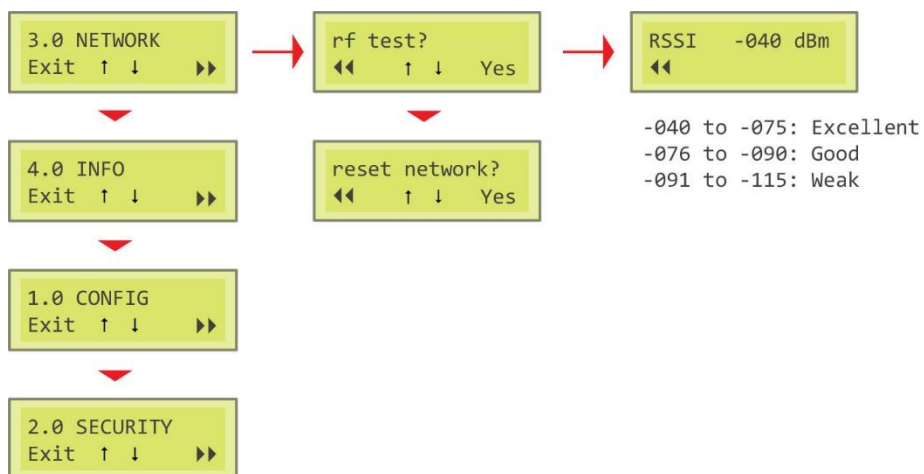 3.0 NETWORK
Exit ↑ ↓ ▶▶
rf test?
◀◀ ↑ ↓ Yes
RSSI -040 dBm
◀◀
-040 to -075: Excellent
-076 to -090: Good
-091 to -115: Weak
4.0 INFO
Exit ↑ ↓ ▶▶
reset network?
◀◀ ↑ ↓ Yes
1.0 CONFIG
Exit ↑ ↓ ▶▶
2.0 SECURITY
Exit ↑ ↓ ▶▶